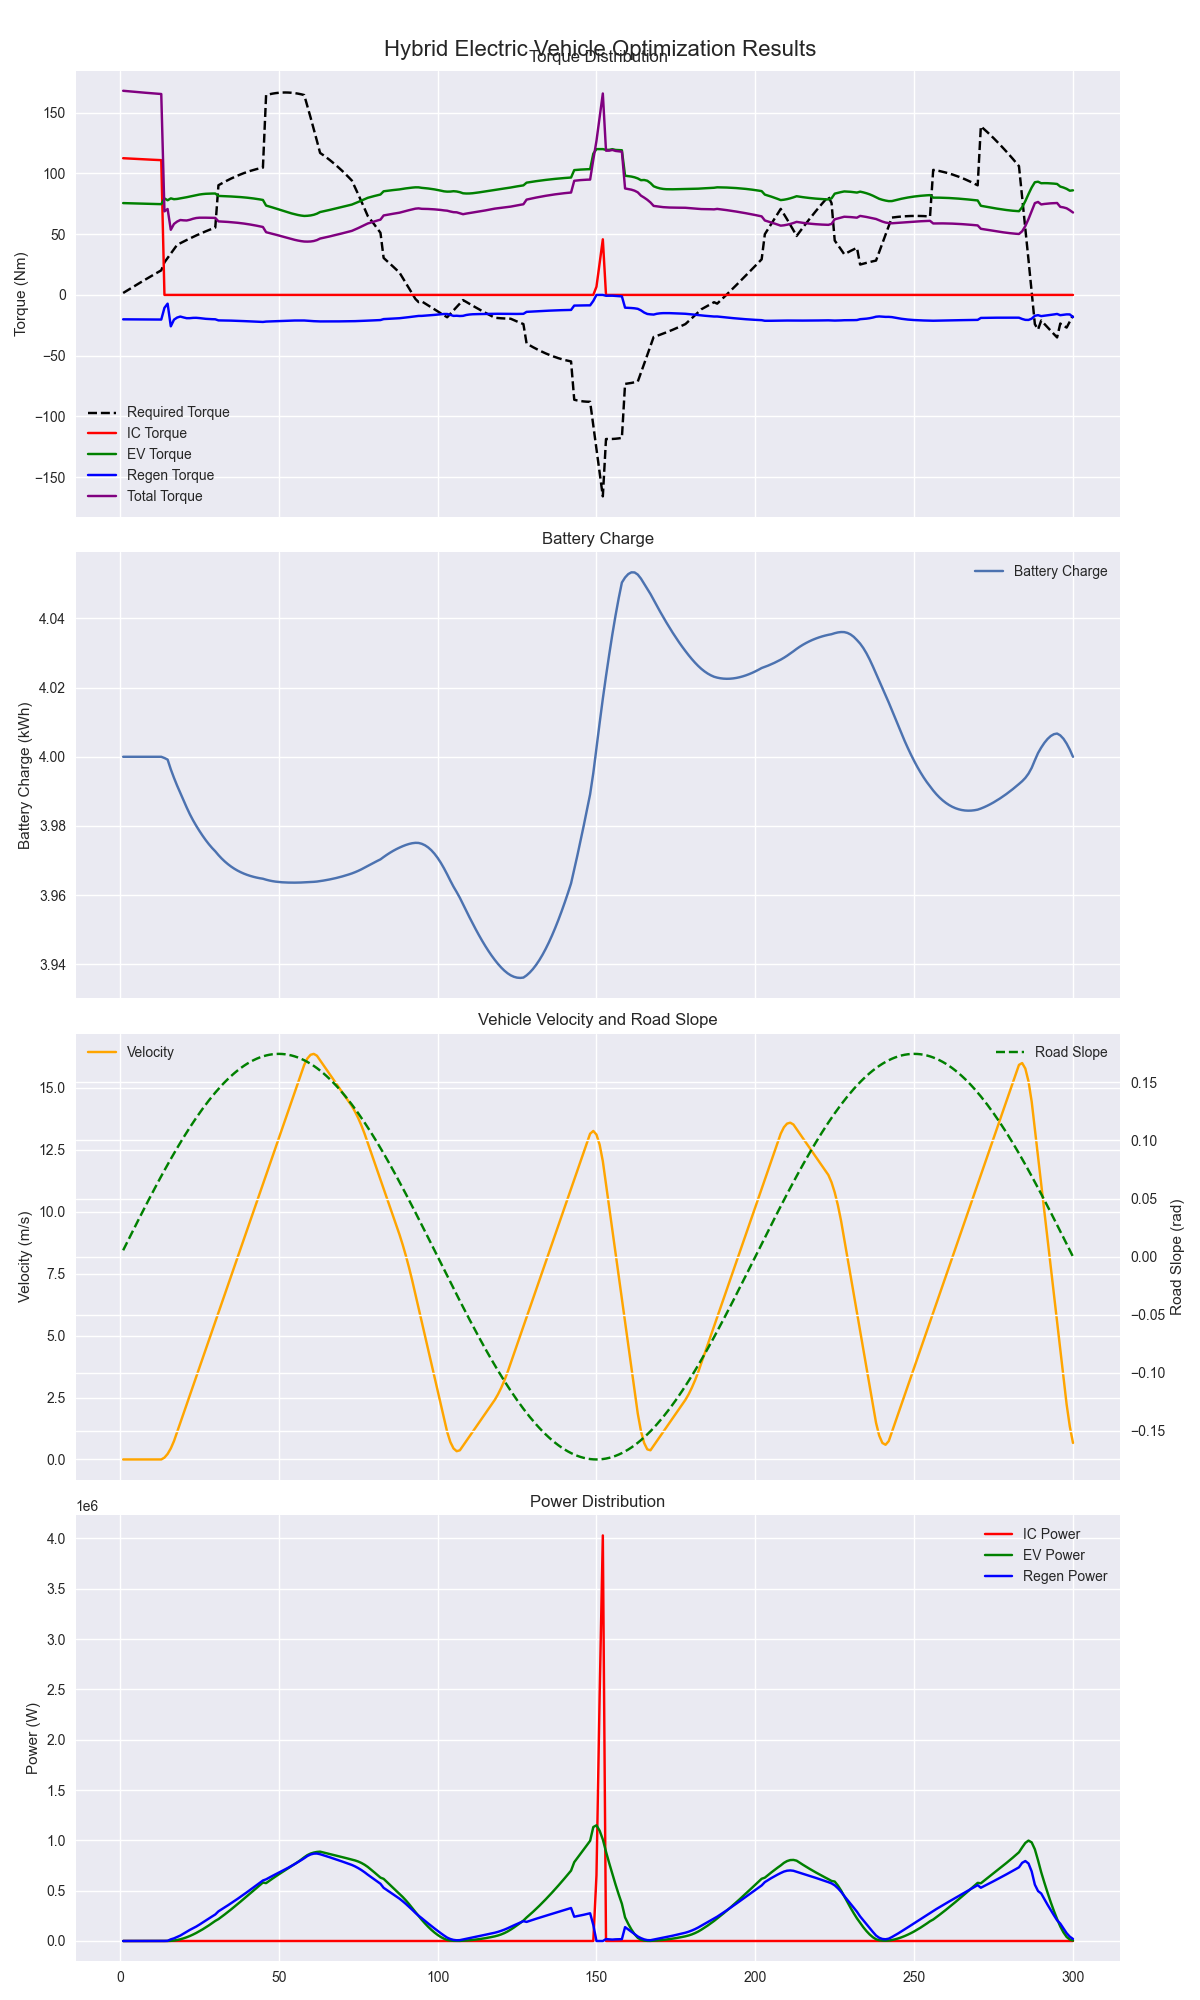 Hybrid Electric Vehicle Optimization Results
Torque Distribution
150
100
50
0
−50
−100
−150
Torque (Nm)
Required Torque
IC Torque
EV Torque
Regen Torque
Total Torque
Battery Charge
Battery Charge
4.04
4.02
4.00
3.98
3.96
3.94
Battery Charge (kWh)
Vehicle Velocity and Road Slope
Velocity
Road Slope
15.0
12.5
10.0
7.5
5.0
2.5
0.0
Velocity (m/s)
0.15
0.10
0.05
0.00
−0.05
−0.10
−0.15
Road Slope (rad)
Power Distribution
1e6
IC Power
EV Power
Regen Power
4.0
3.5
3.0
2.5
2.0
1.5
1.0
0.5
0.0
Power (W)
0 50 100 150 200 250 300